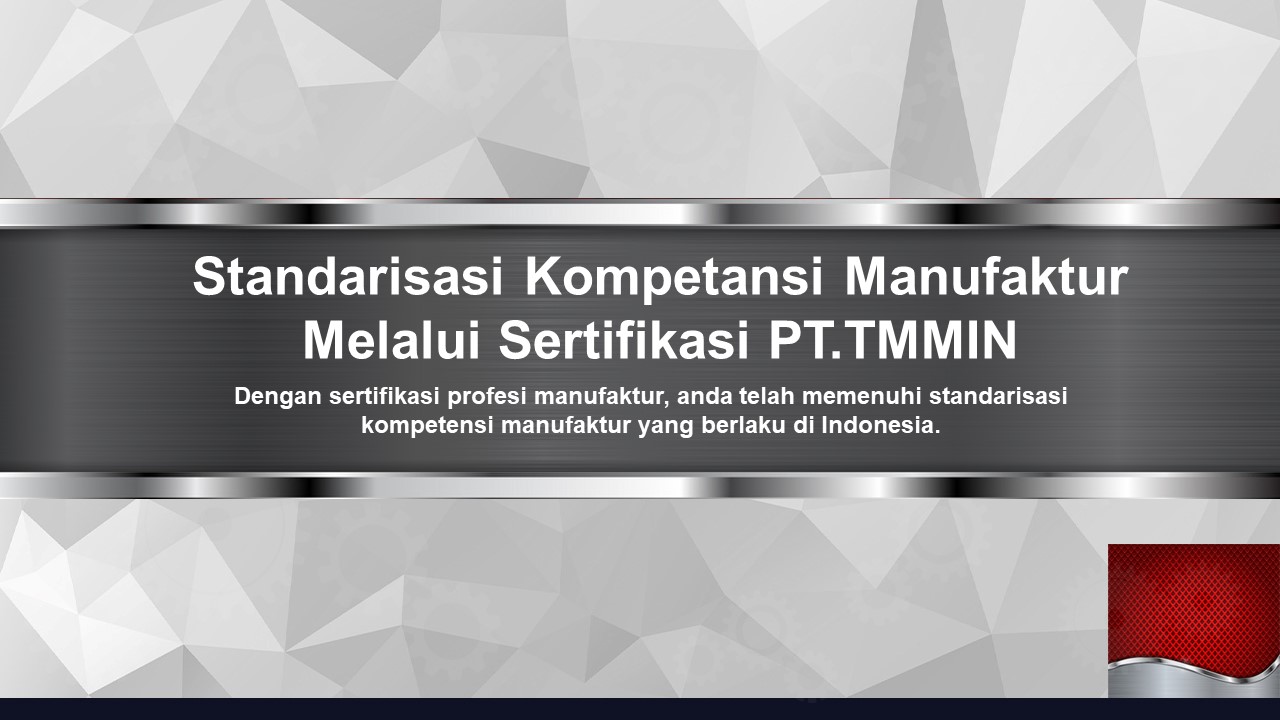 Standarisasi Kompetansi Manufaktur
Melalui Sertifikasi PT.TMMIN
Dengan sertifikasi profesi manufaktur, anda telah memenuhi standarisasi
kompetensi manufaktur yang berlaku di Indonesia.